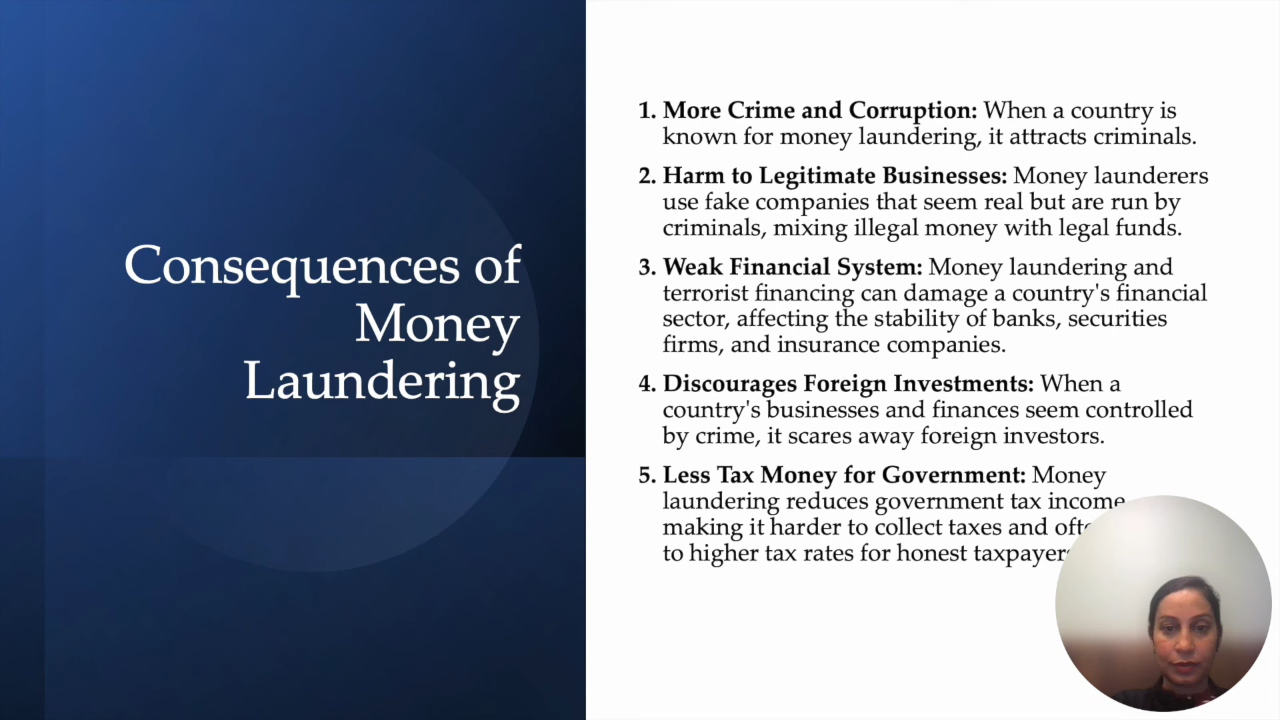 Consequences of
Money
Laundering
1. More Crime and Corruption: When a country is
known for money laundering, it attracts criminals.
2. Harm to Legitimate Businesses: Money launderers
use fake companies that seem real but are run by
criminals, mixing illegal money with legal funds.
3. Weak Financial System: Money laundering and
terrorist financing can damage a country's financial
sector, affecting the stability of banks, securities
firms, and insurance companies.
4. Discourages Foreign Investments: When a
country's businesses and finances seem controlled
by crime, it scares away foreign investors.
5. Less Tax Money for Government: Money
laundering reduces government tax income
making it harder to collect taxes and
to higher tax rates for honest taxpayers